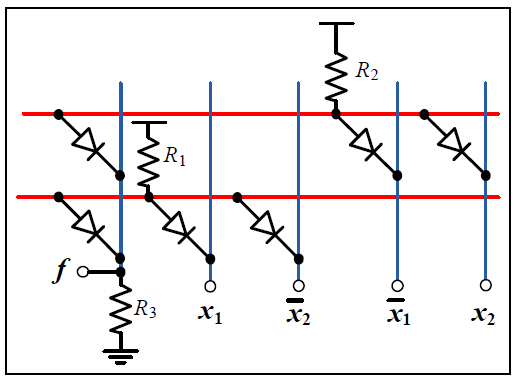 R₂
R₁
f
R₃
x₁
x̅₂
x̅₁
x₂